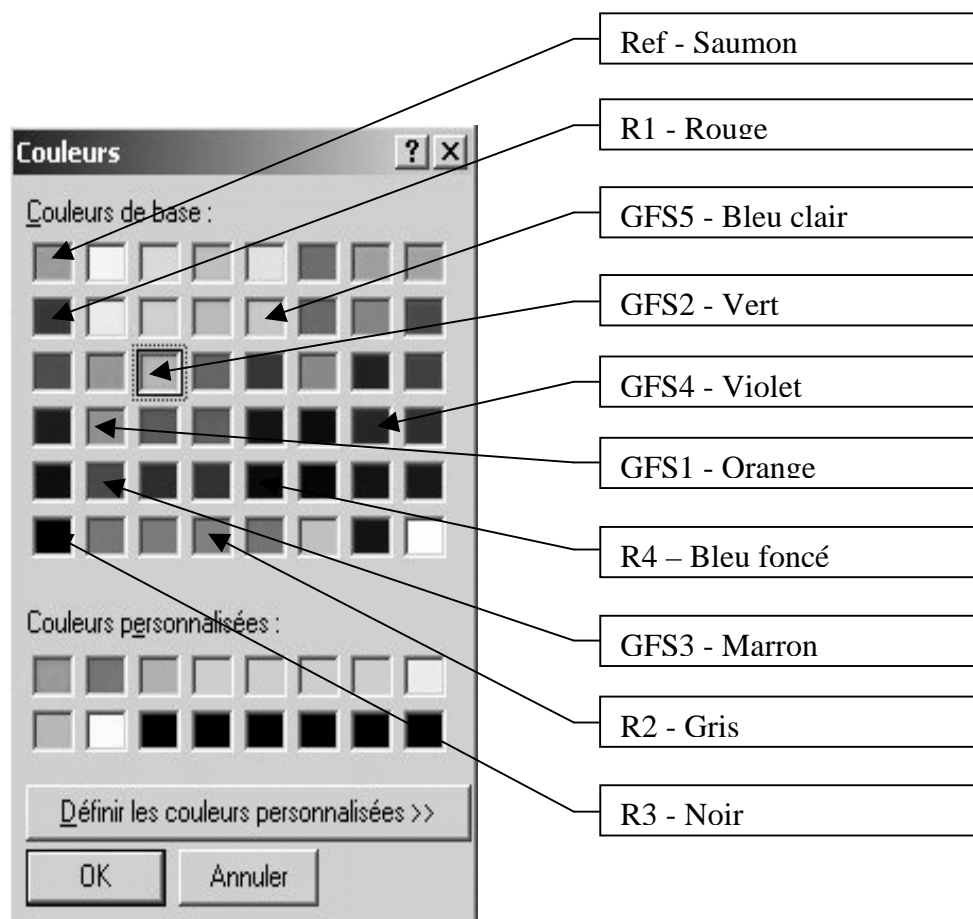 Ref - Saumon
R1 - Rouge
Couleurs ? X
Couleurs de base :
GFS5 - Bleu clair
GFS2 - Vert
GFS4 - Violet
GFS1 - Orange
R4 – Bleu foncé
Couleurs personnalisées :
GFS3 - Marron
R2 - Gris
Définir les couleurs personnalisées >>
R3 - Noir
OK Annuler